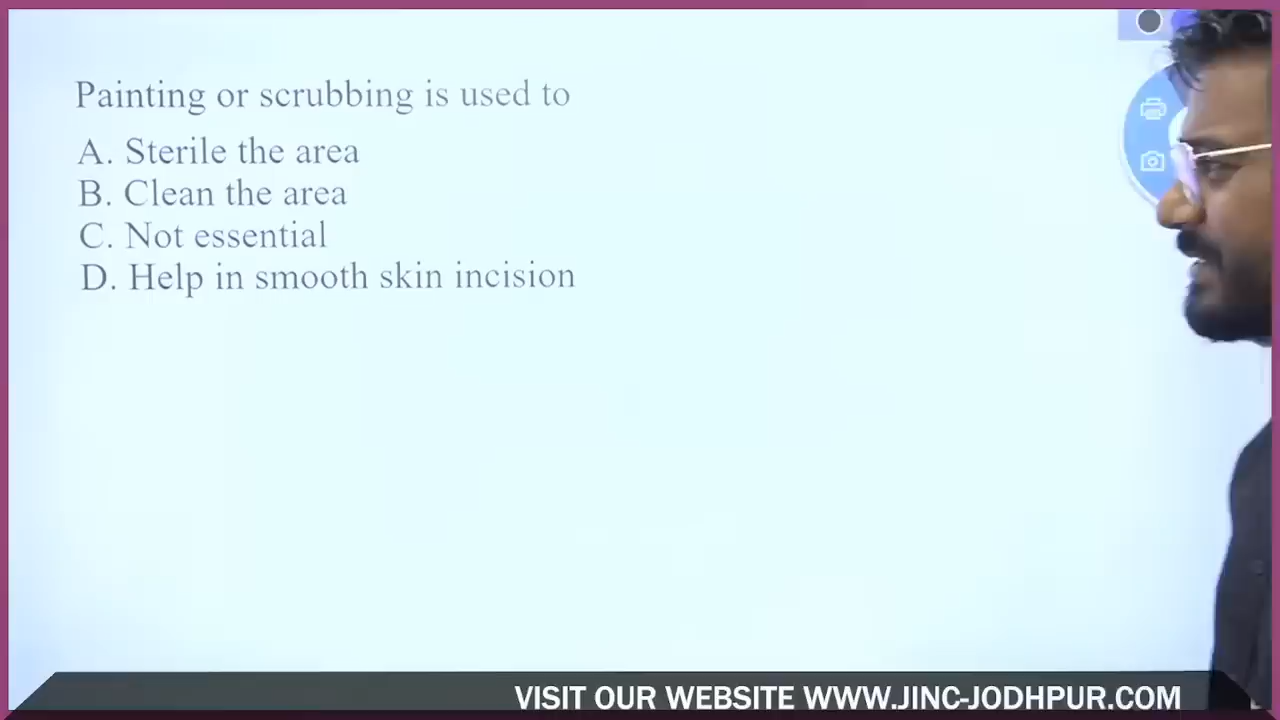 Painting or scrubbing is used to
A. Sterile the area
B. Clean the area
C. Not essential
D. Help in smooth skin incision
VISIT OUR WEBSITE WWW.JINC-JODHPUR.COM